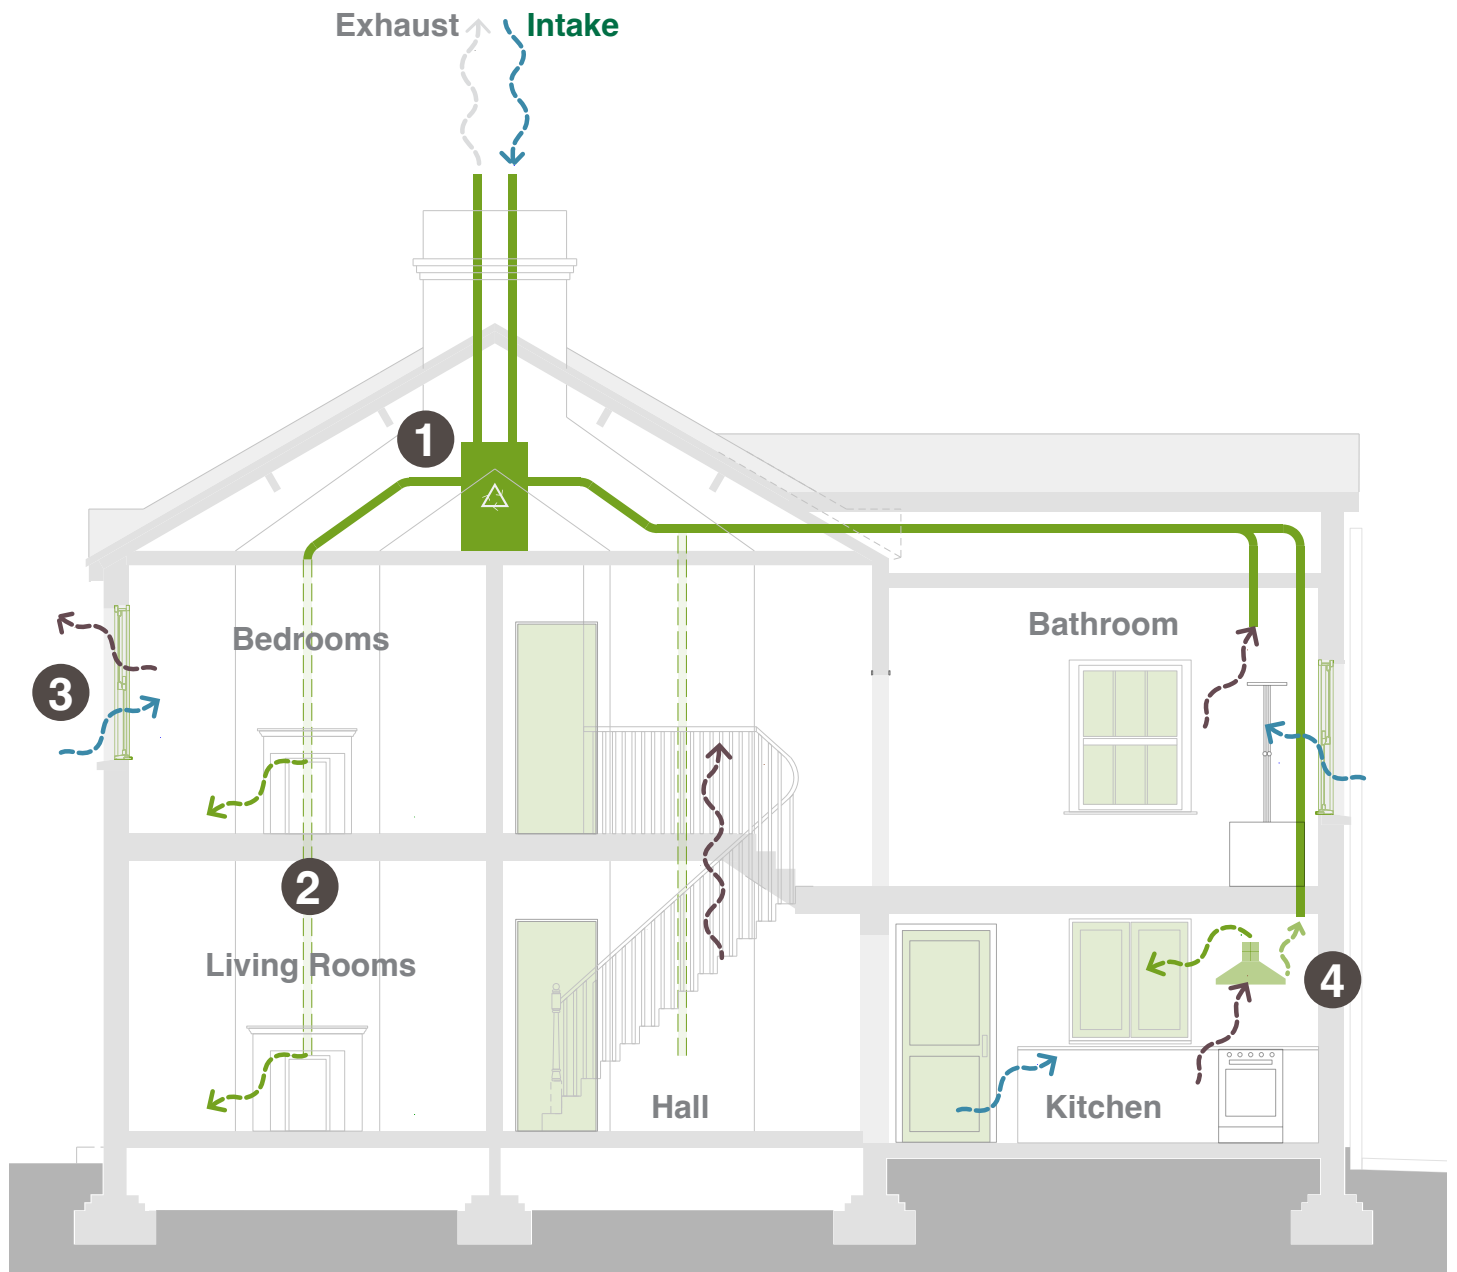 Exhaust
Intake
1
Bedrooms
Bathroom
3
2
Living Rooms
4
Hall
Kitchen